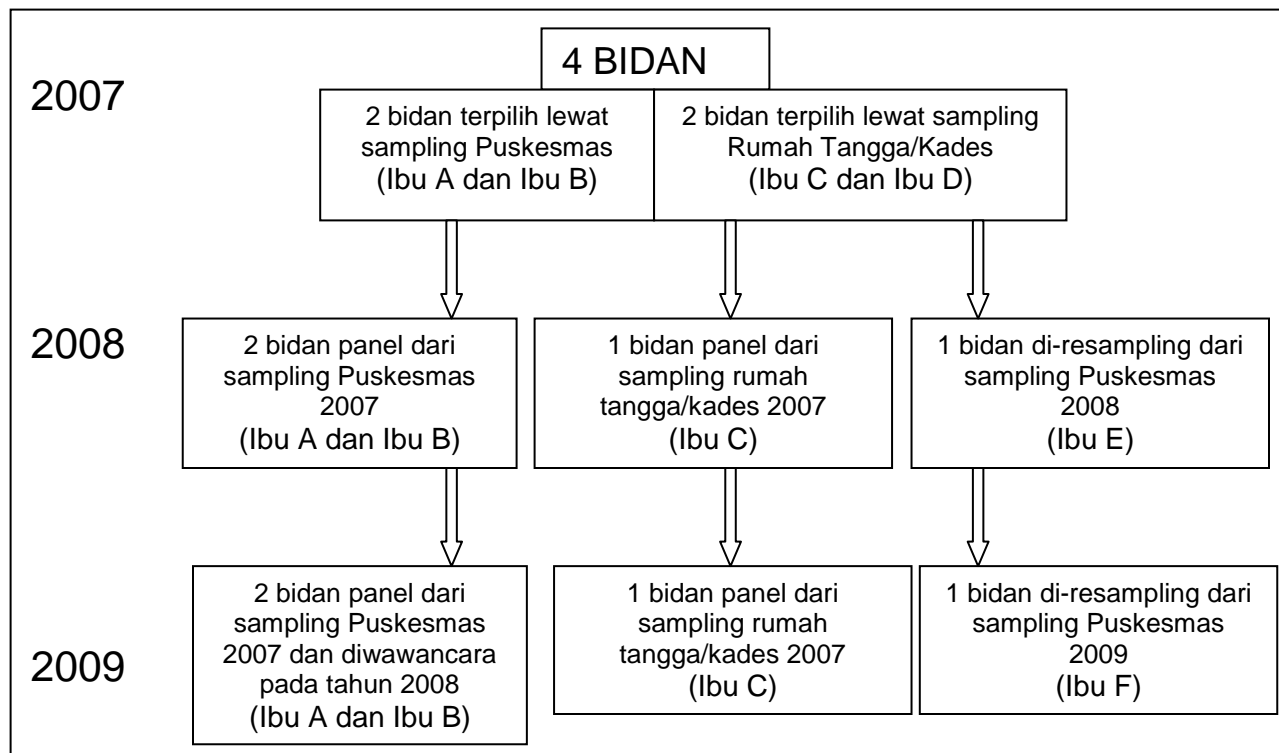 4 BIDAN
2007
2 bidan terpilih lewat
sampling Puskesmas
(Ibu A dan Ibu B)
2 bidan terpilih lewat sampling
Rumah Tangga/Kades
(Ibu C dan Ibu D)
2008
2 bidan panel dari
sampling Puskesmas
2007
(Ibu A dan Ibu B)
1 bidan panel dari
sampling rumah
tangga/kades 2007
(Ibu C)
1 bidan di-resampling dari
sampling Puskesmas
2008
(Ibu E)
2009
2 bidan panel dari
sampling Puskesmas
2007 dan diwawancara
pada tahun 2008
(Ibu A dan Ibu B)
1 bidan panel dari
sampling rumah
tangga/kades 2007
(Ibu C)
1 bidan di-resampling dari
sampling Puskesmas
2009
(Ibu F)